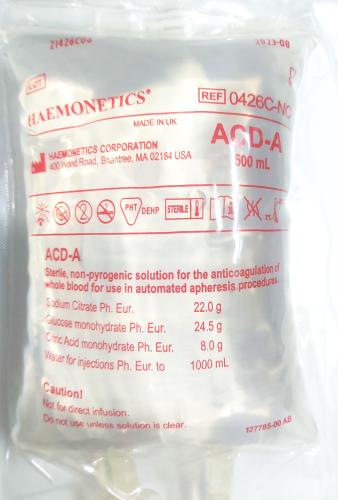 21426C06
2023-08
LOT
HAEMONETICS®
REF 0426C-NC
MADE IN UK
ACD-A
500 mL
HAEMONETICS CORPORATION
400 Wood Road, Braintree, MA 02184 USA
PHT DEHP STERILE
ACD-A
Sterile, non-pyrogenic solution for the anticoagulation of
whole blood for use in automated apheresis procedures.
Sodium Citrate Ph. Eur. 22.0 g
Glucose monohydrate Ph. Eur. 24.5 g
Citric Acid monohydrate Ph. Eur. 8.0 g
Water for injections Ph. Eur. to 1000 mL
Caution!
Not for direct infusion.
Do not use unless solution is clear.
127785-00 AB